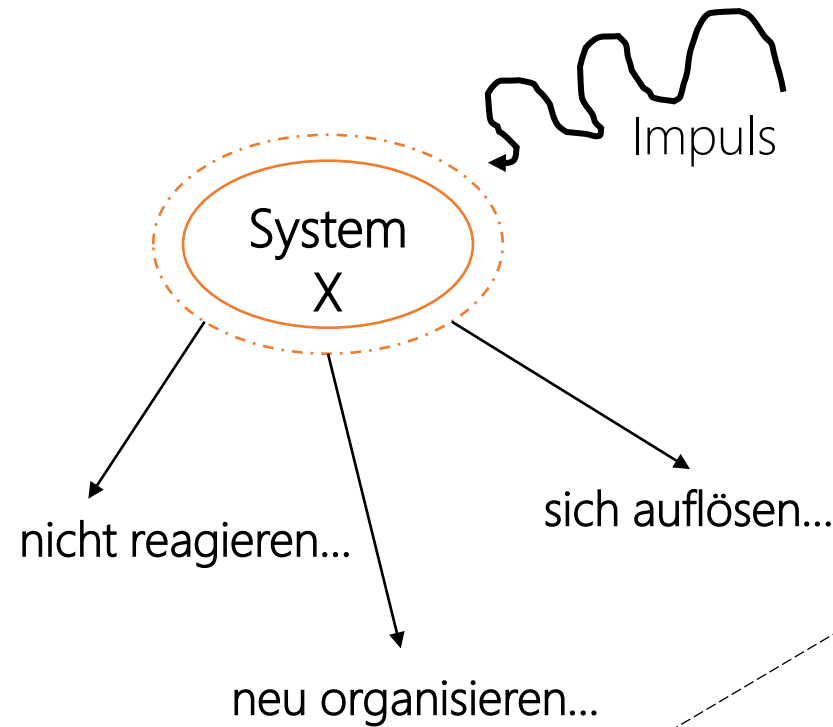 Impuls
System
X
sich auflösen...
nicht reagieren...
neu organisieren...